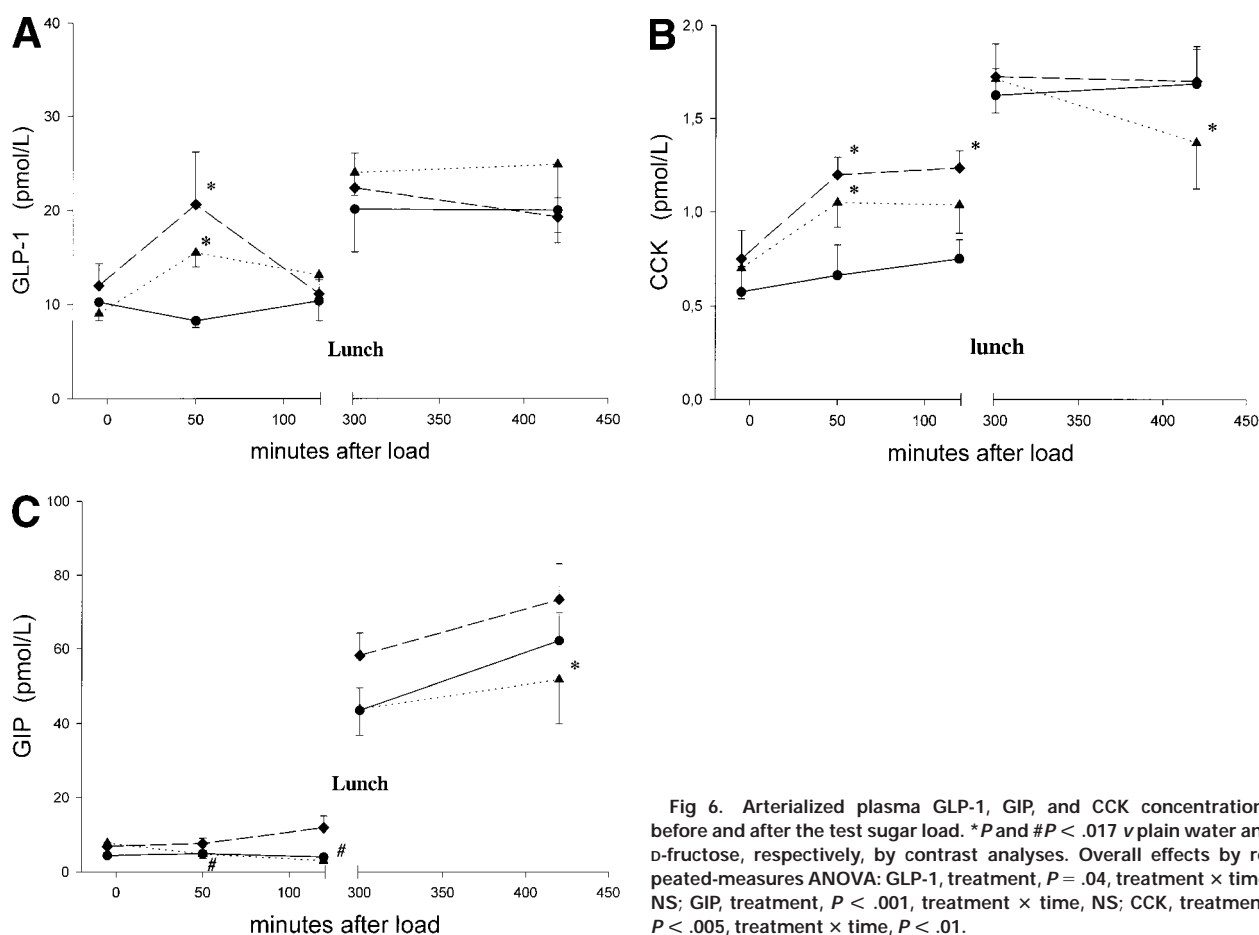 A
GLP-1 (pmol/L)
40
30
20
10
0
*
*
Lunch
0 50 100 300 350 400 450
minutes after load
B
CCK (pmol/L)
2,0
1,5
1,0
0,5
0,0
*
*
*
*
lunch
0 50 100 300 350 400 450
minutes after load
C
GIP (pmol/L)
100
80
60
40
20
0
*
#
#
Lunch
0 50 100 300 350 400 450
minutes after load
Fig 6. Arterialized plasma GLP-1, GIP, and CCK concentration
before and after the test sugar load. *P and #P < .017 v plain water an
D-fructose, respectively, by contrast analyses. Overall effects by re
peated-measures ANOVA: GLP-1, treatment, P = .04, treatment × time
NS; GIP, treatment, P < .001, treatment × time, NS; CCK, treatment
P < .005, treatment × time, P < .01.